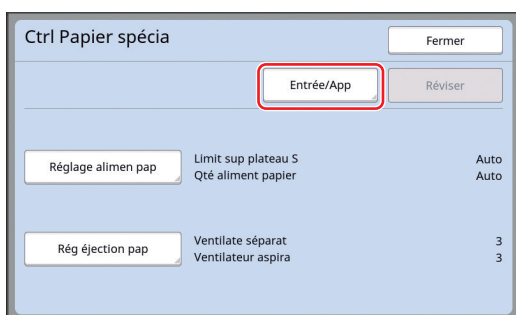 Ctrl Papier spécia
Fermer
Entrée/App
Réviser
Réglage alimen pap
Limit sup plateau S Auto
Qté aliment papier Auto
Rég éjection pap
Ventilate séparat 3
Ventilateur aspira 3